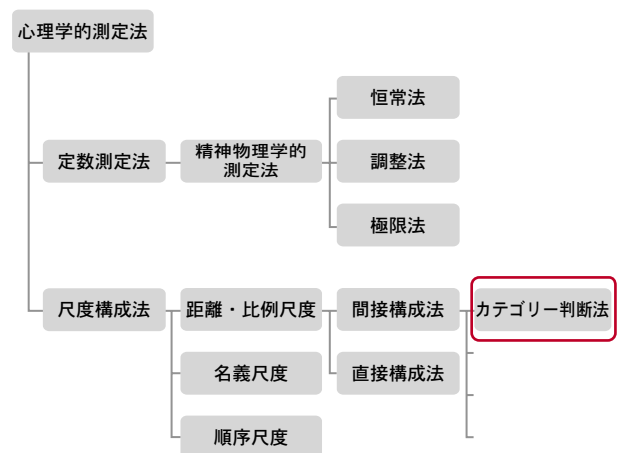 心理学的測定法
定数測定法
精神物理学的
測定法
恒常法
調整法
極限法
尺度構成法
距離・比例尺度
名義尺度
順序尺度
間接構成法
直接構成法
カテゴリー判断法